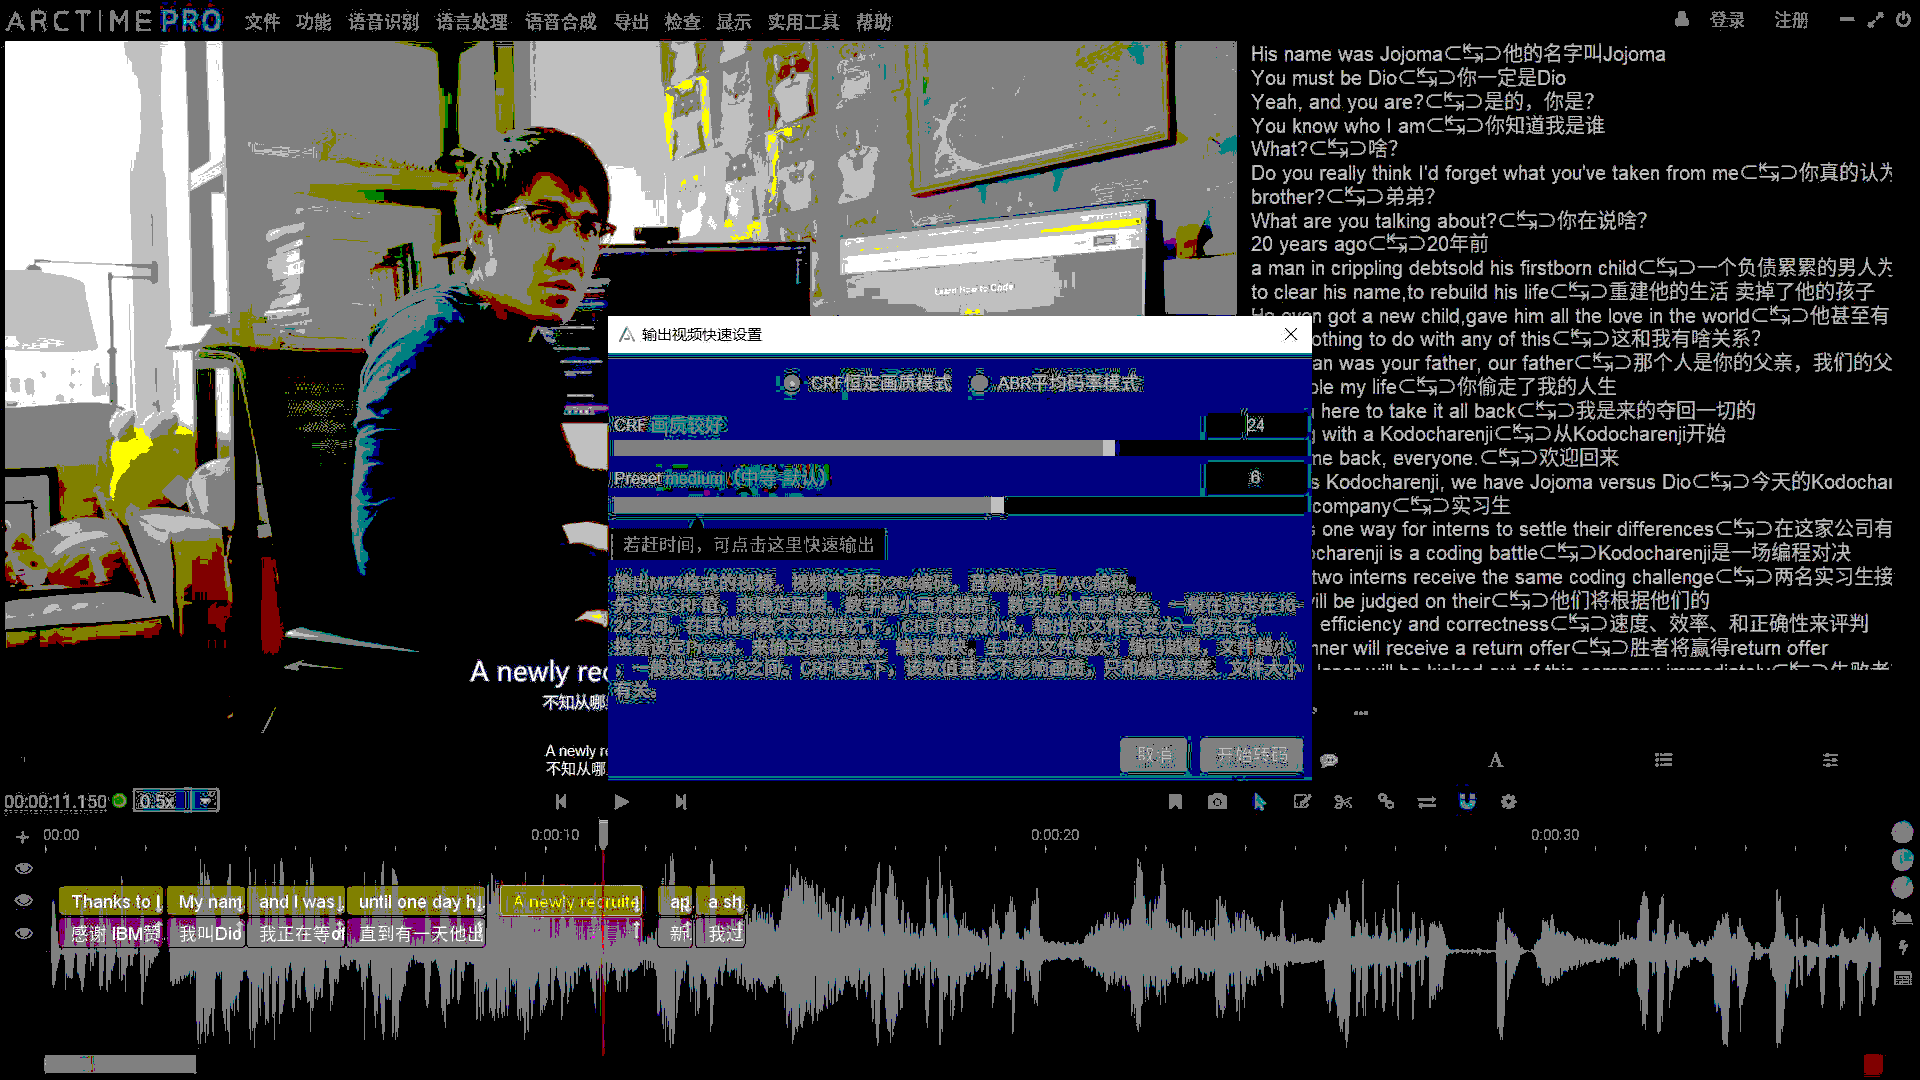 ARCTIME PRO 文件 功能 语音识别 语言处理 语音合成 导出 检查 显示 实用工具 帮助 登录 注册
His name was Jojoma⊂↹⊃他的名字叫Jojoma
You must be Dio⊂↹⊃你一定是Dio
Yeah, and you are?⊂↹⊃是的，你是?
You know who I am⊂↹⊃你知道我是谁
What?⊂↹⊃啥?
Do you really think I'd forget what you've taken from me⊂↹⊃你真的认为
brother?⊂↹⊃弟弟?
What are you talking about?⊂↹⊃你在说啥?
20 years ago⊂↹⊃20年前
a man in crippling debtsold his firstborn child⊂↹⊃一个负债累累的男人为
to clear his name,to rebuild his life⊂↹⊃重建他的生活 卖掉了他的孩子
He even got a new child,gave him all the love in the world⊂↹⊃他甚至有
othing to do with any of this⊂↹⊃这和我有啥关系?
an was your father, our father⊂↹⊃那个人是你的父亲，我们的父
ole my life⊂↹⊃你偷走了我的人生
here to take it all back⊂↹⊃我是来的夺回一切的
with a Kodocharenji⊂↹⊃从Kodocharenji开始
me back, everyone.⊂↹⊃欢迎回来
s Kodocharenji, we have Jojoma versus Dio⊂↹⊃今天的Kodochar
company⊂↹⊃实习生
one way for interns to settle their differences⊂↹⊃在这家公司有
ocharenji is a coding battle⊂↹⊃Kodocharenji是一场编程对决
two interns receive the same coding challenge⊂↹⊃两名实习生接
ill be judged on their⊂↹⊃他们将根据他们的
efficiency and correctness⊂↹⊃速度、效率、和正确性来评判
nner will receive a return offer⊂↹⊃胜者将赢得return offer
loser will be kicked out of this company immediately⊂↹⊃失败者
Learn How to Code
A newly rec
不知从哪
A newly re
不知从哪
输出视频快速设置
CRF恒定画质模式 ABR平均码率模式
CRF 画质较好 24
Preset medium（中等-默认） 6
若赶时间，可点击这里快速输出
输出MP4格式的视频，视频流采用x264编码，音频流采用AAC编码。
先设定CRF值，来确定画质。数字越小画质越高，数字越大画质越差，一般在设定在16-
24之间。在其他参数不变的情况下，CRF值每减小6，输出的文件会变大一倍左右。
接着设定Preset，来确定编码速度。编码越快，生成的文件越大；编码越慢，文件越小
，一般设定在4-8之间。CRF模式下，该数值基本不影响画质，只和编码速度、文件大小
有关。
取消 开始转码
00:00:11.150 0.5x
00:00 0:00:10 0:00:20 0:00:30
Thanks to I My nam and I was until one day h A newly recruite ap a sh
感谢 IBM赞 我叫Dio 我正在等of 直到有一天他出 新 我过